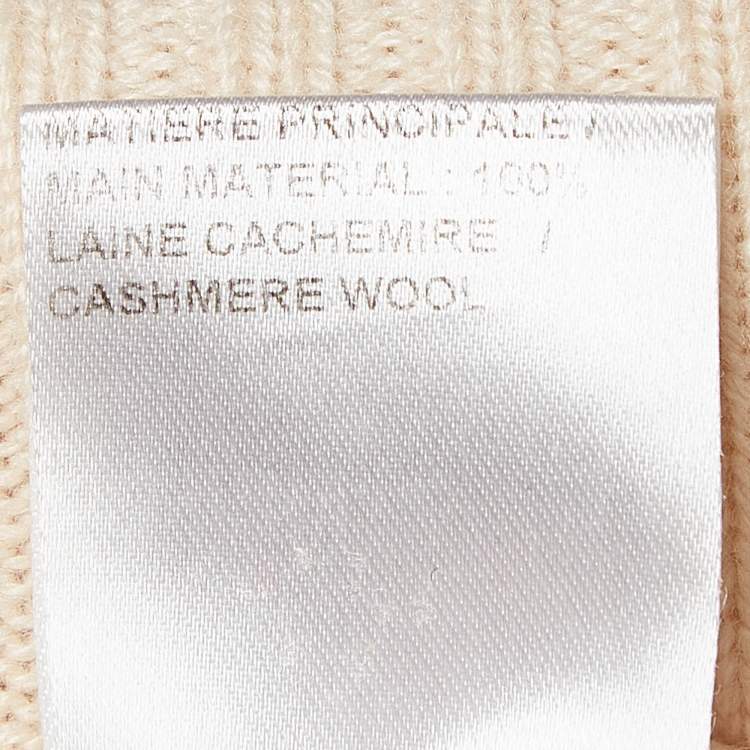 MATIERE PRINCIPALE /
MAIN MATERIAL : 100%
LAINE CACHEMIRE /
CASHMERE WOOL